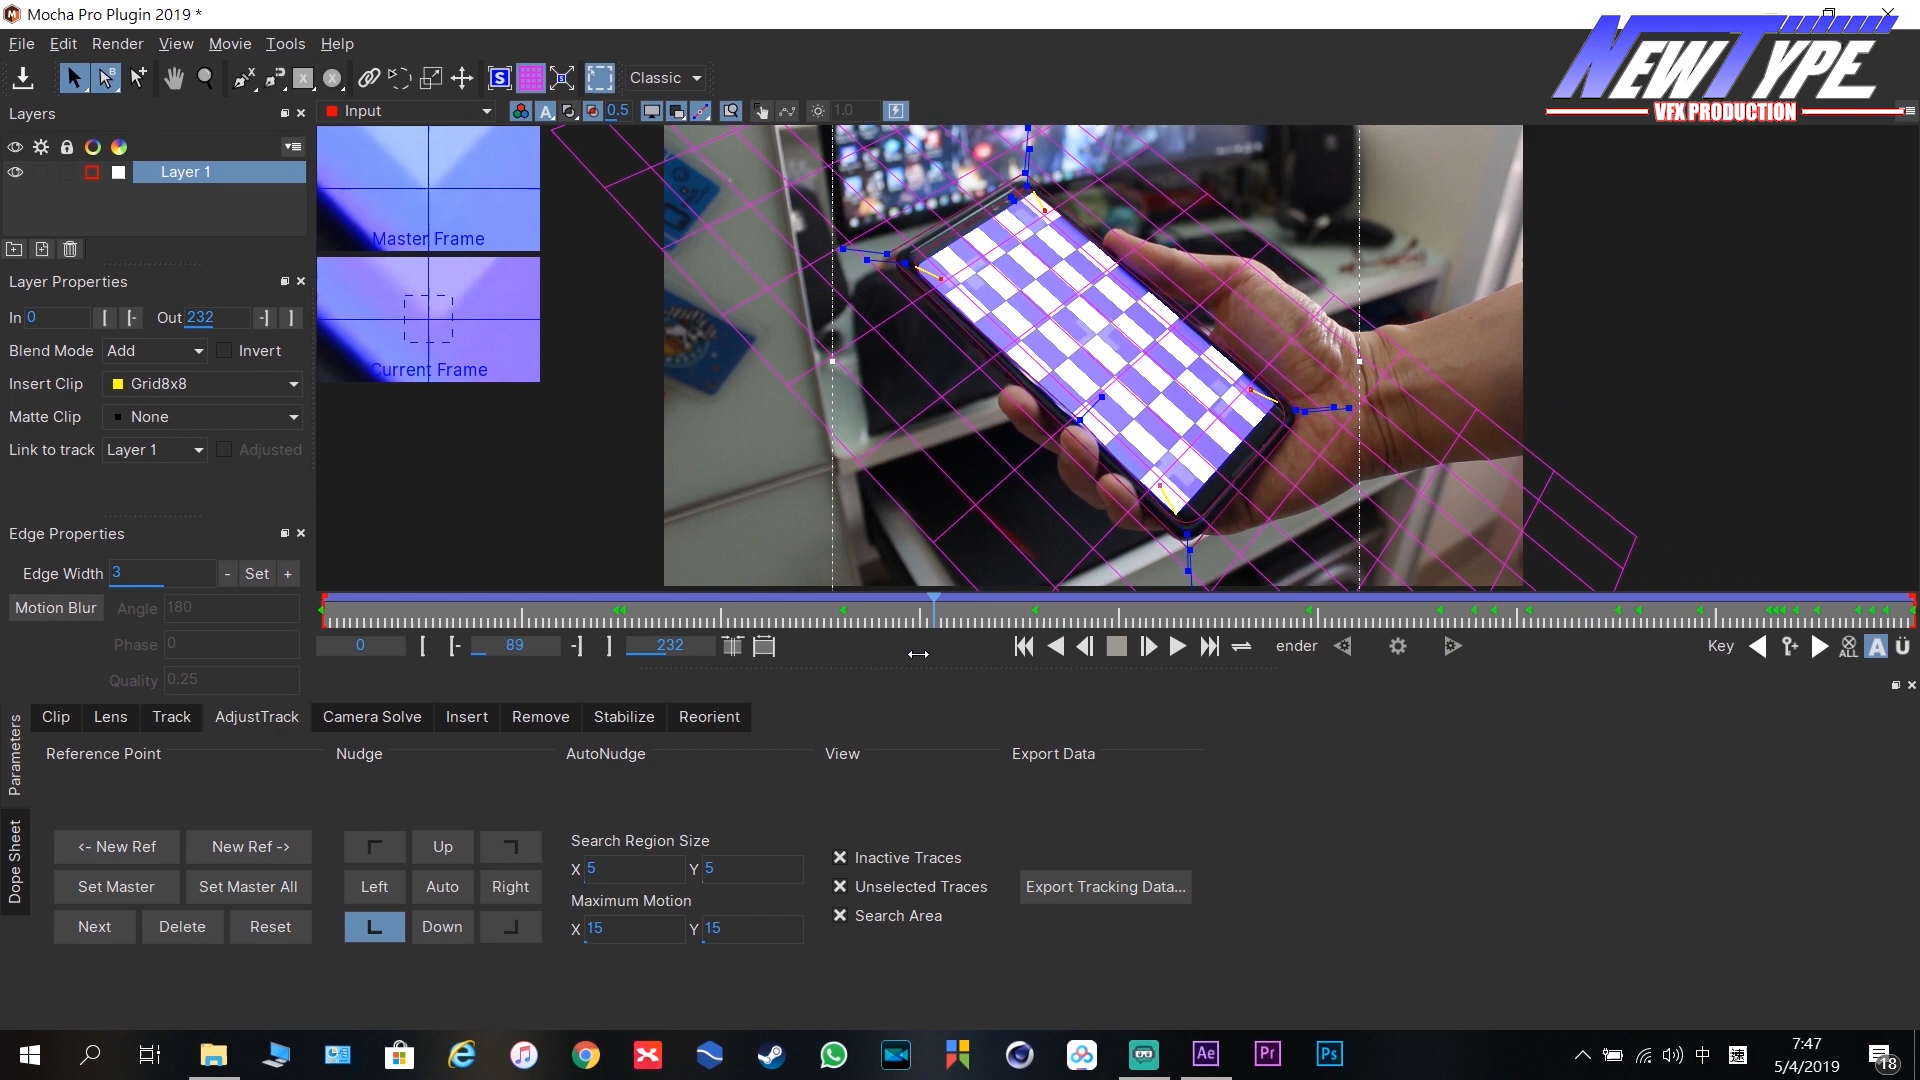 Mocha Pro Plugin 2019 *
NEWTYPE
VFX PRODUCTION
File Edit Render View Movie Tools Help
Classic
Layers
Input
0.5
1.0
Layer 1
Master Frame
Current Frame
Layer Properties
In 0 Out 232
Blend Mode Add Invert
Insert Clip Grid8x8
Matte Clip None
Link to track Layer 1 Adjusted
Edge Properties
Edge Width 3 - Set +
Motion Blur Angle 180
Phase 0
Quality 0.25
0 [ [- 89 -] ] 232
ender
Key
ALL
Parameters
Dope Sheet
Clip Lens Track AdjustTrack Camera Solve Insert Remove Stabilize Reorient
Reference Point Nudge AutoNudge View Export Data
<- New Ref New Ref ->
Set Master Set Master All
Next Delete Reset
Up
Left Auto Right
Down
Search Region Size
X 5 Y 5
Maximum Motion
X 15 Y 15
Inactive Traces
Unselected Traces
Search Area
Export Tracking Data...
Ae Pr Ps
中 速
7:47
5/4/2019
18